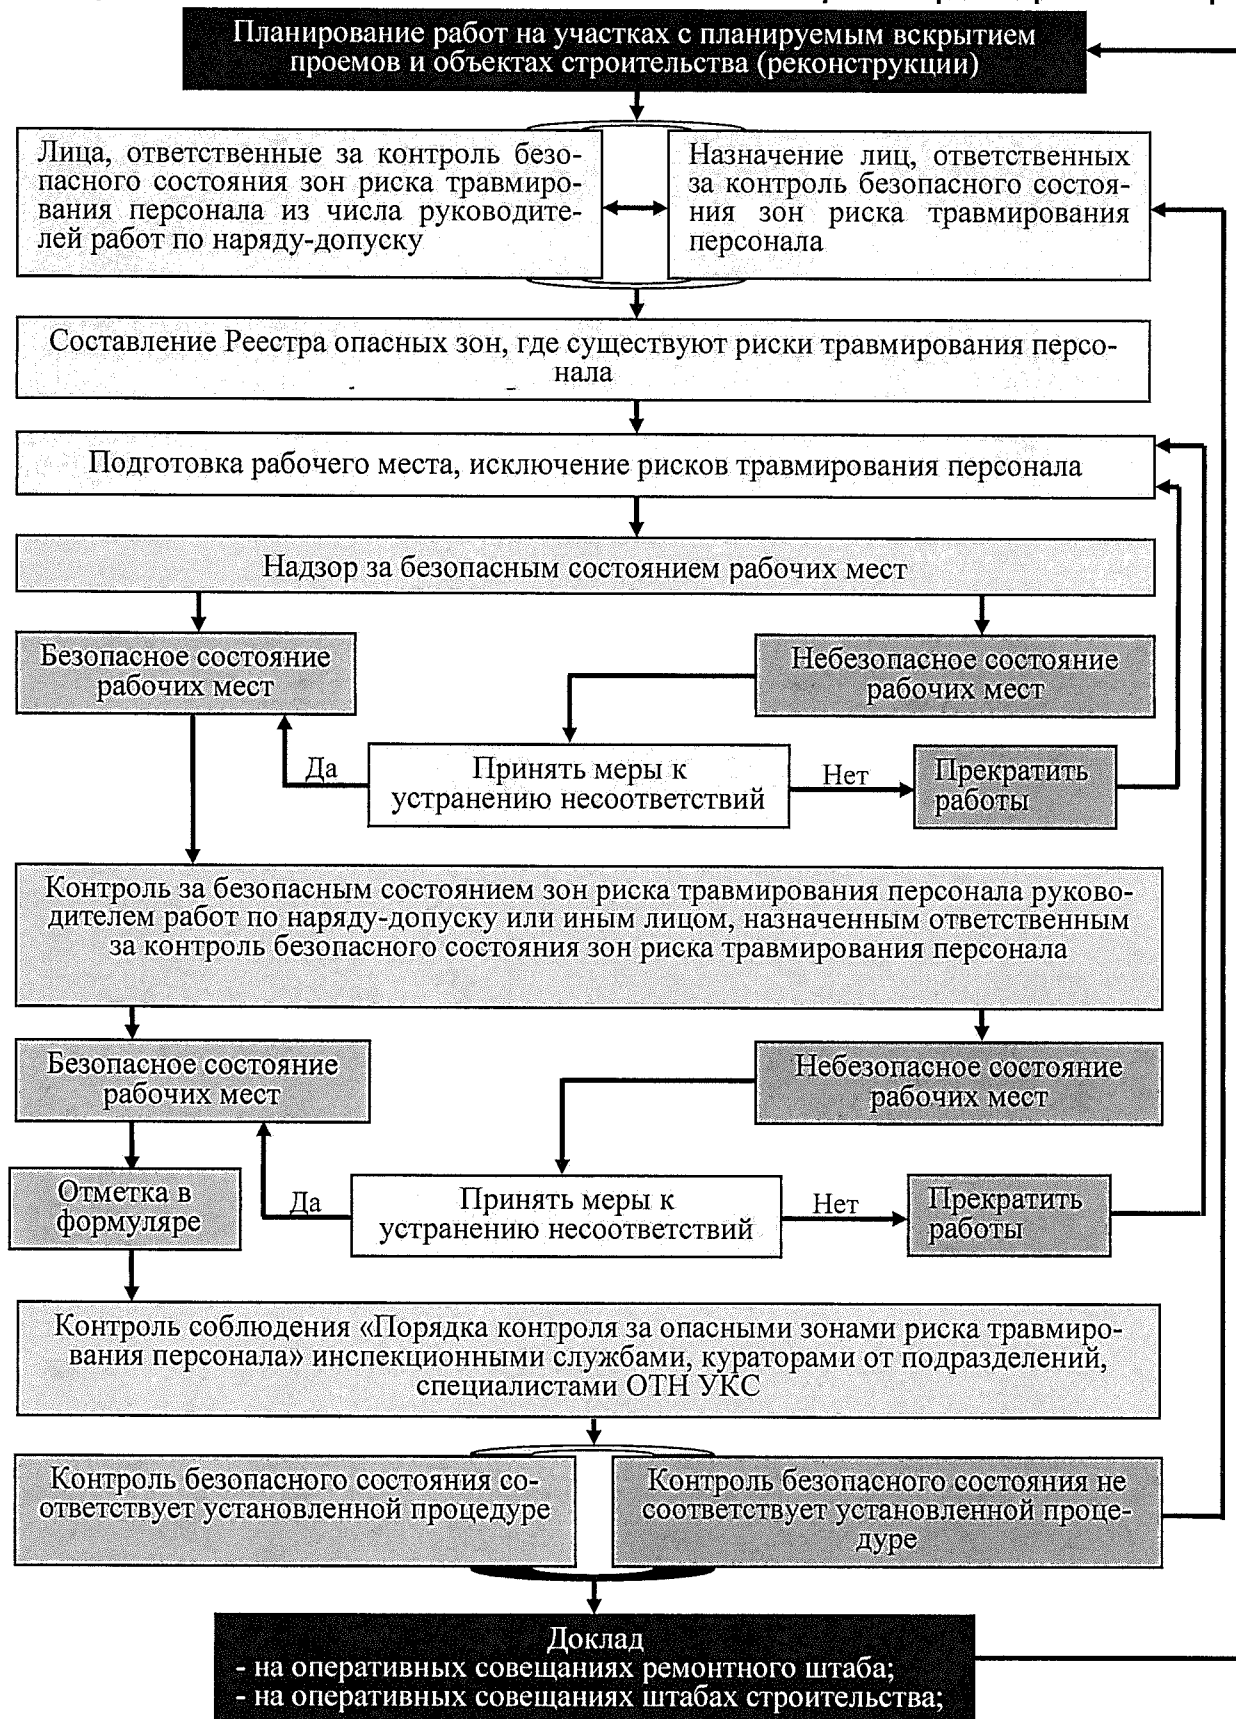 Планирование работ на участках с планируемым вскрытием
проемов и объектах строительства (реконструкции)
Лица, ответственные за контроль безо-
пасного состояния зон риска травмиро-
вания персонала из числа руководите-
лей работ по наряду-допуску
Назначение лиц, ответственных
за контроль безопасного состоя-
ния зон риска травмирования
персонала
Составление Реестра опасных зон, где существуют риски травмирования персо-
нала
Подготовка рабочего места, исключение рисков травмирования персонала
Надзор за безопасным состоянием рабочих мест
Безопасное состояние
рабочих мест
Небезопасное состояние
рабочих мест
Да
Принять меры к
устранению несоответствий
Нет
Прекратить
работы
Контроль за безопасным состоянием зон риска травмирования персонала руково-
дителем работ по наряду-допуску или иным лицом, назначенным ответственным
за контроль безопасного состояния зон риска травмирования персонала
Безопасное состояние
рабочих мест
Небезопасное состояние
рабочих мест
Отметка в
формуляре
Да
Принять меры к
устранению несоответствий
Нет
Прекратить
работы
Контроль соблюдения «Порядка контроля за опасными зонами риска травмиро-
вания персонала» инспекционными службами, кураторами от подразделений,
специалистами ОТН УКС
Контроль безопасного состояния со-
ответствует установленной процедуре
Контроль безопасного состояния не
соответствует установленной проце-
дуре
Доклад
- на оперативных совещаниях ремонтного штаба;
- на оперативных совещаниях штабах строительства;